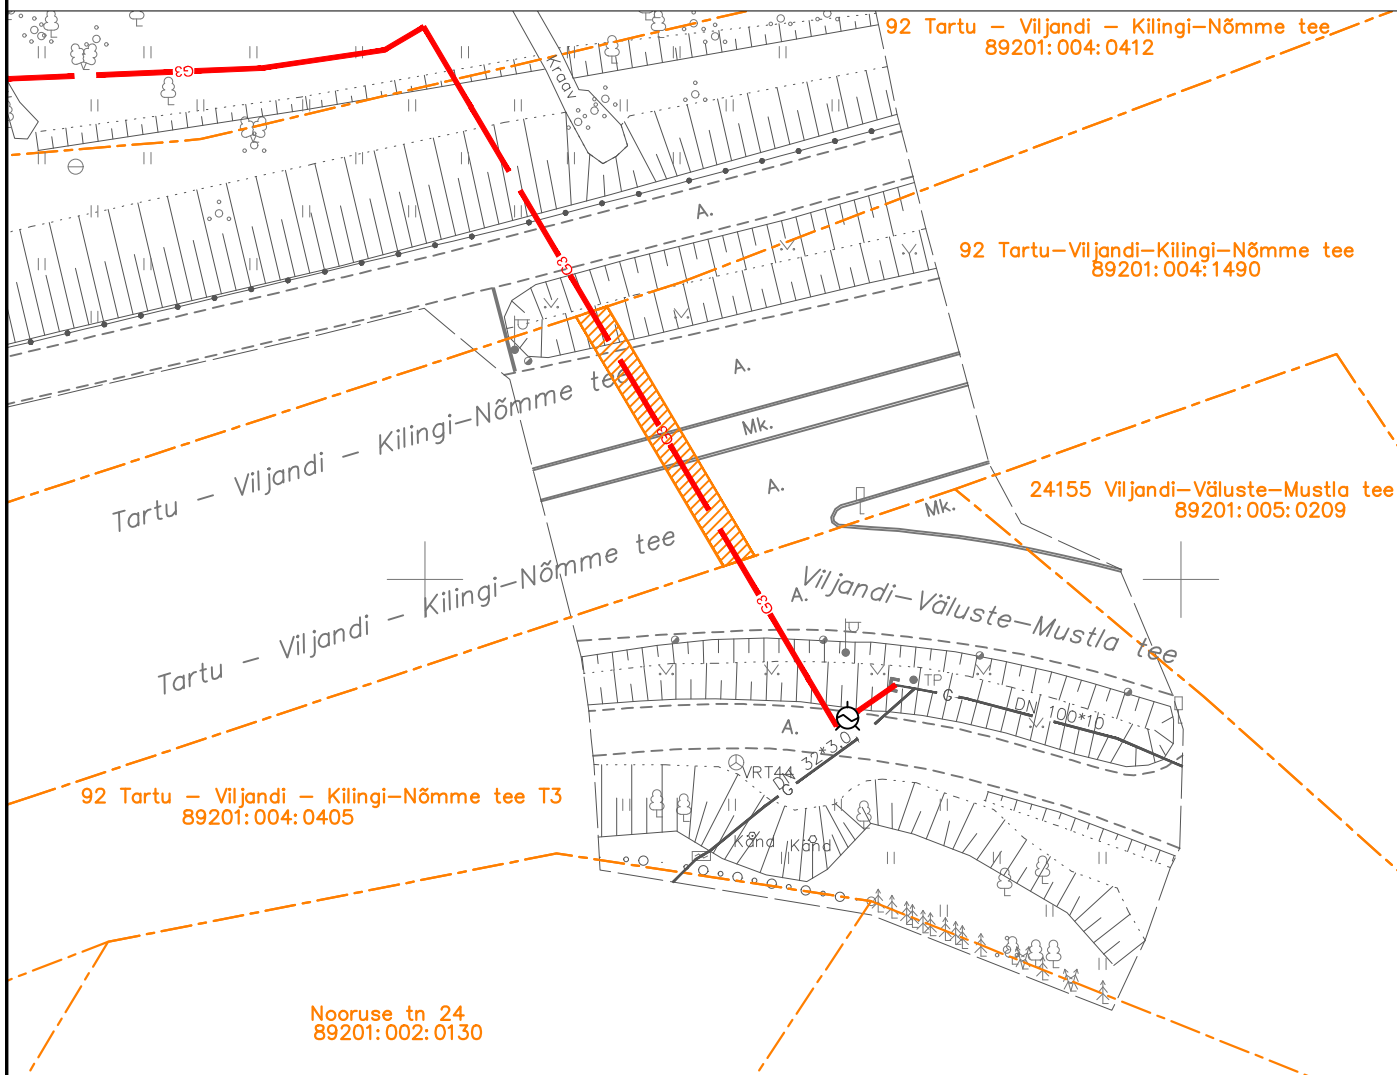 92 Tartu – Viljandi – Kilingi–Nõmme tee
89201:004:0412
G3
Kraav
A.
92 Tartu–Viljandi–Kilingi–Nõmme tee
89201:004:1490
G3
A.
Tartu – Viljandi – Kilingi–Nõmme tee
G3
Mk.
A.
24155 Viljandi–Väluste–Mustla tee
89201:005:0209
Mk.
Tartu – Viljandi – Kilingi–Nõmme tee
Viljandi–Väluste–Mustla tee
G3
A.
TP
G
DN 100*10
A.
DN 32*3.0
VRT44
G
92 Tartu – Viljandi – Kilingi–Nõmme tee T3
89201:004:0405
Känd
Känd
Nooruse tn 24
89201:002:0130